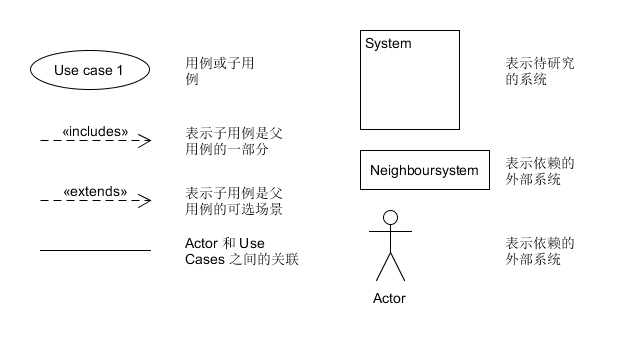 Use case 1
用例或子用
例
«includes»
表示子用例是父
用例的一部分
«extends»
表示子用例是父
用例的可选场景
Actor 和 Use
Cases 之间的关联
System
表示待研究
的系统
Neighboursystem
表示依赖的
外部系统
Actor
表示依赖的
外部系统